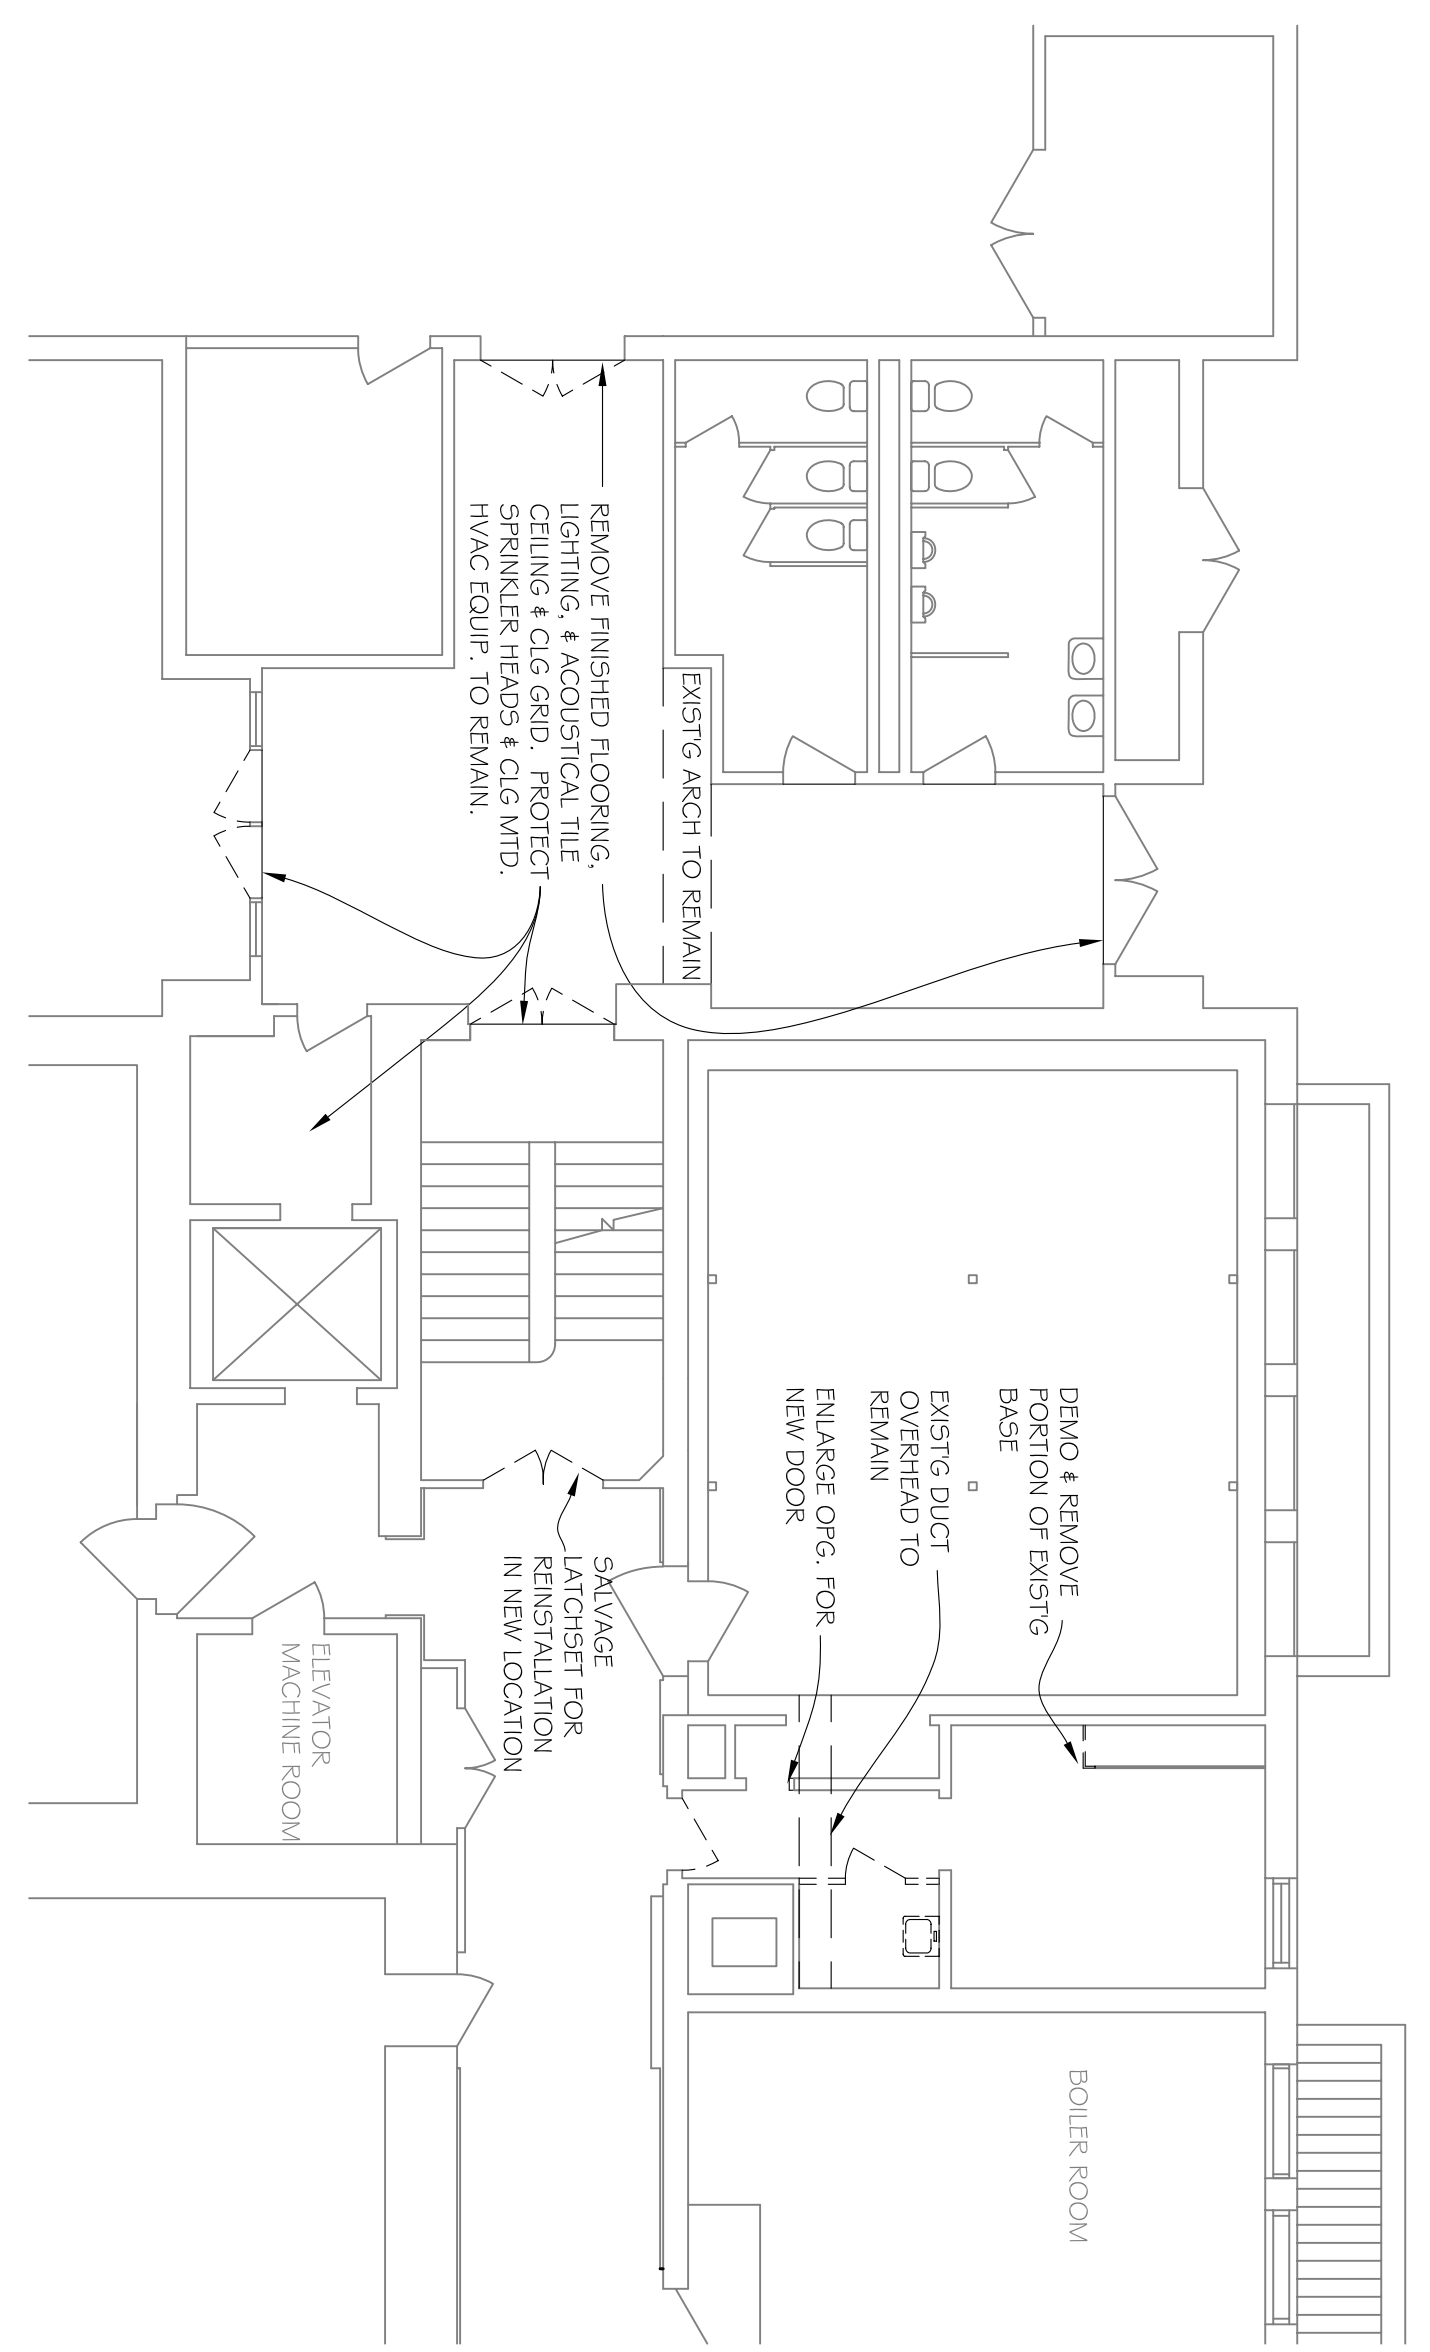 REMOVE FINISHED FLOORING,
LIGHTING, & ACOUSTICAL TILE
CEILING & CLG GRID.  PROTECT
SPRINKLER HEADS & CLG MTD.
HVAC EQUIP. TO REMAIN.
EXIST'G ARCH TO REMAIN
DEMO & REMOVE
PORTION OF EXIST'G
BASE
EXIST'G DUCT
OVERHEAD TO
REMAIN
ENLARGE OPG. FOR
NEW DOOR
SALVAGE
LATCHSET FOR
REINSTALLATION
IN NEW LOCATION
ELEVATOR
MACHINE ROOM
BOILER ROOM